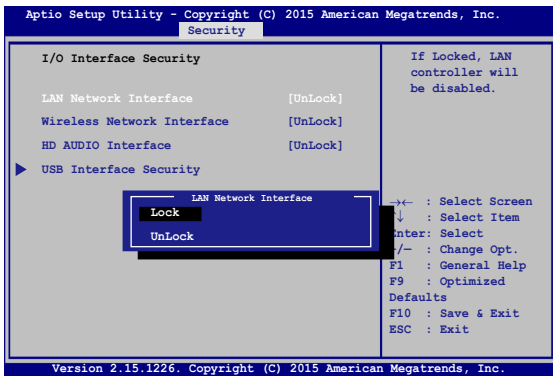 Aptio Setup Utility - Copyright (C) 2015 American Megatrends, Inc.
Security
I/O Interface Security
LAN Network Interface [UnLock]
Wireless Network Interface [UnLock]
HD AUDIO Interface [UnLock]
USB Interface Security
LAN Network Interface
Lock
UnLock
If Locked, LAN
controller will
be disabled.
→← : Select Screen
↓ : Select Item
nter: Select
/— : Change Opt.
F1 : General Help
F9 : Optimized
Defaults
F10 : Save & Exit
ESC : Exit
Version 2.15.1226. Copyright (C) 2015 American Megatrends, Inc.